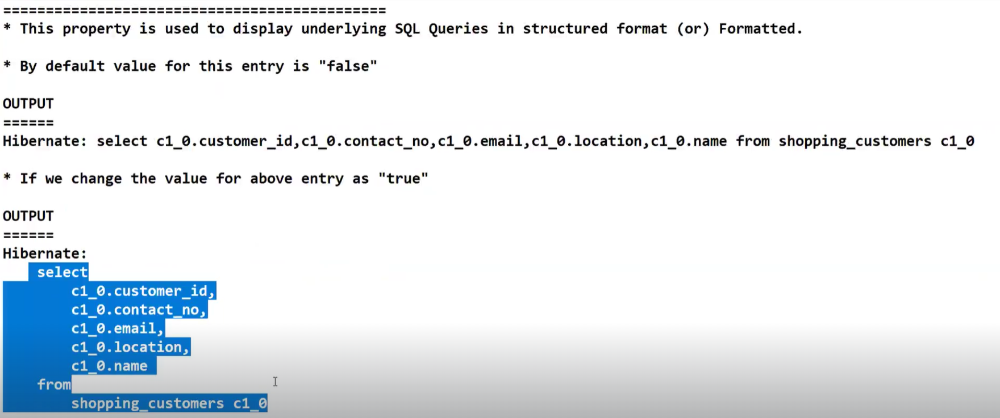 =============================================
* This property is used to display underlying SQL Queries in structured format (or) Formatted.
* By default value for this entry is "false"
OUTPUT
======
Hibernate: select c1_0.customer_id,c1_0.contact_no,c1_0.email,c1_0.location,c1_0.name from shopping_customers c1_0
* If we change the value for above entry as "true"
OUTPUT
======
Hibernate:
select
c1_0.customer_id,
c1_0.contact_no,
c1_0.email,
c1_0.location,
c1_0.name
from
shopping_customers c1_0